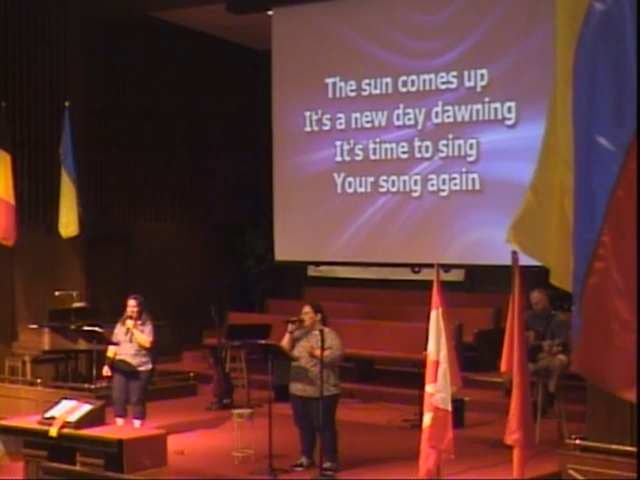 The sun comes up
It's a new day dawning
It's time to sing
Your song again